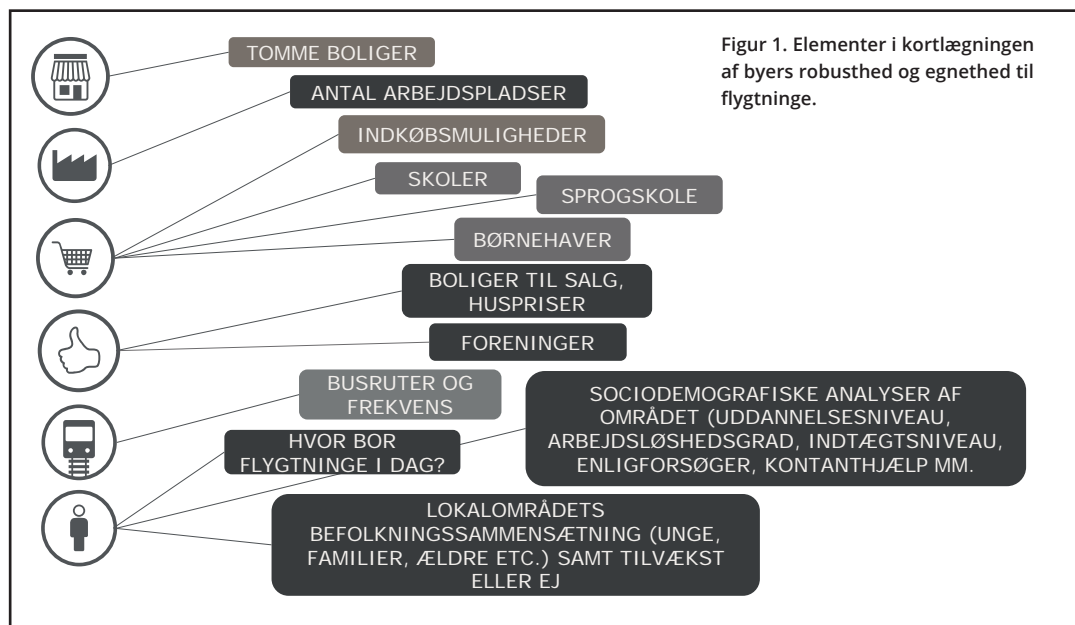 Figur 1. Elementer i kortlægningen
af byers robusthed og egnethed til
flygtninge.
TOMME BOLIGER
ANTAL ARBEJDSPLADSER
INDKØBSMULIGHEDER
SKOLER
SPROGSKOLE
BØRNEHAVER
BOLIGER TIL SALG,
HUSPRISER
FORENINGER
BUSRUTER OG
FREKVENS
HVOR BOR
FLYGTNINGE I DAG?
SOCIODEMOGRAFISKE ANALYSER AF
OMRÅDET (UDDANNELSESNIVEAU,
ARBEJDSLØSHEDSGRAD, INDTÆGTSNIVEAU,
ENLIGFORSØGER, KONTANTHJÆLP MM.
LOKALOMRÅDETS
BEFOLKNINGSSAMMENSÆTNING (UNGE,
FAMILIER, ÆLDRE ETC.) SAMT TILVÆKST
ELLER EJ